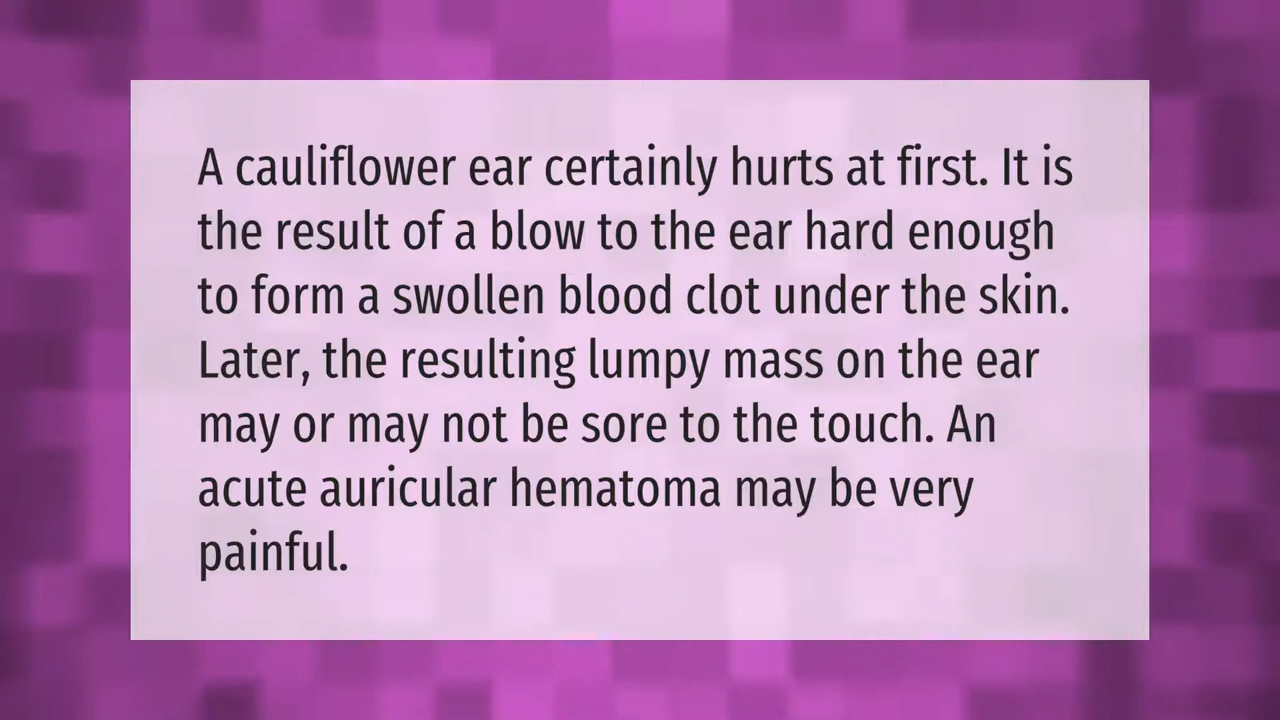 A cauliflower ear certainly hurts at first. It is
the result of a blow to the ear hard enough
to form a swollen blood clot under the skin.
Later, the resulting lumpy mass on the ear
may or may not be sore to the touch. An
acute auricular hematoma may be very
painful.